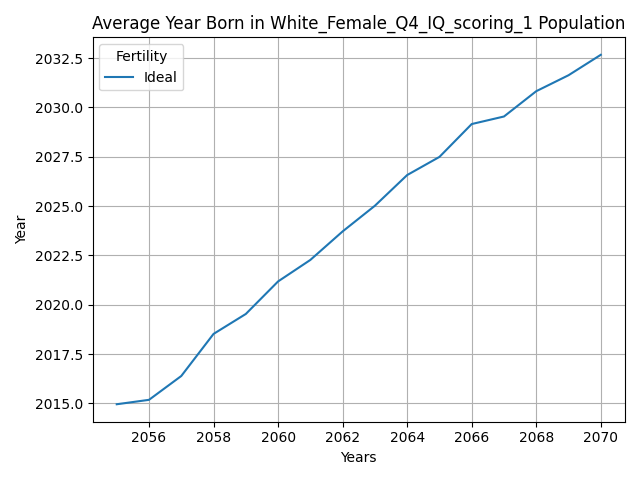 Average Year Born in White_Female_Q4_IQ_scoring_1 Population
Fertility
Ideal
2032.5
2030.0
2027.5
2025.0
2022.5
2020.0
2017.5
2015.0
Year
2056 2058 2060 2062 2064 2066 2068 2070
Years